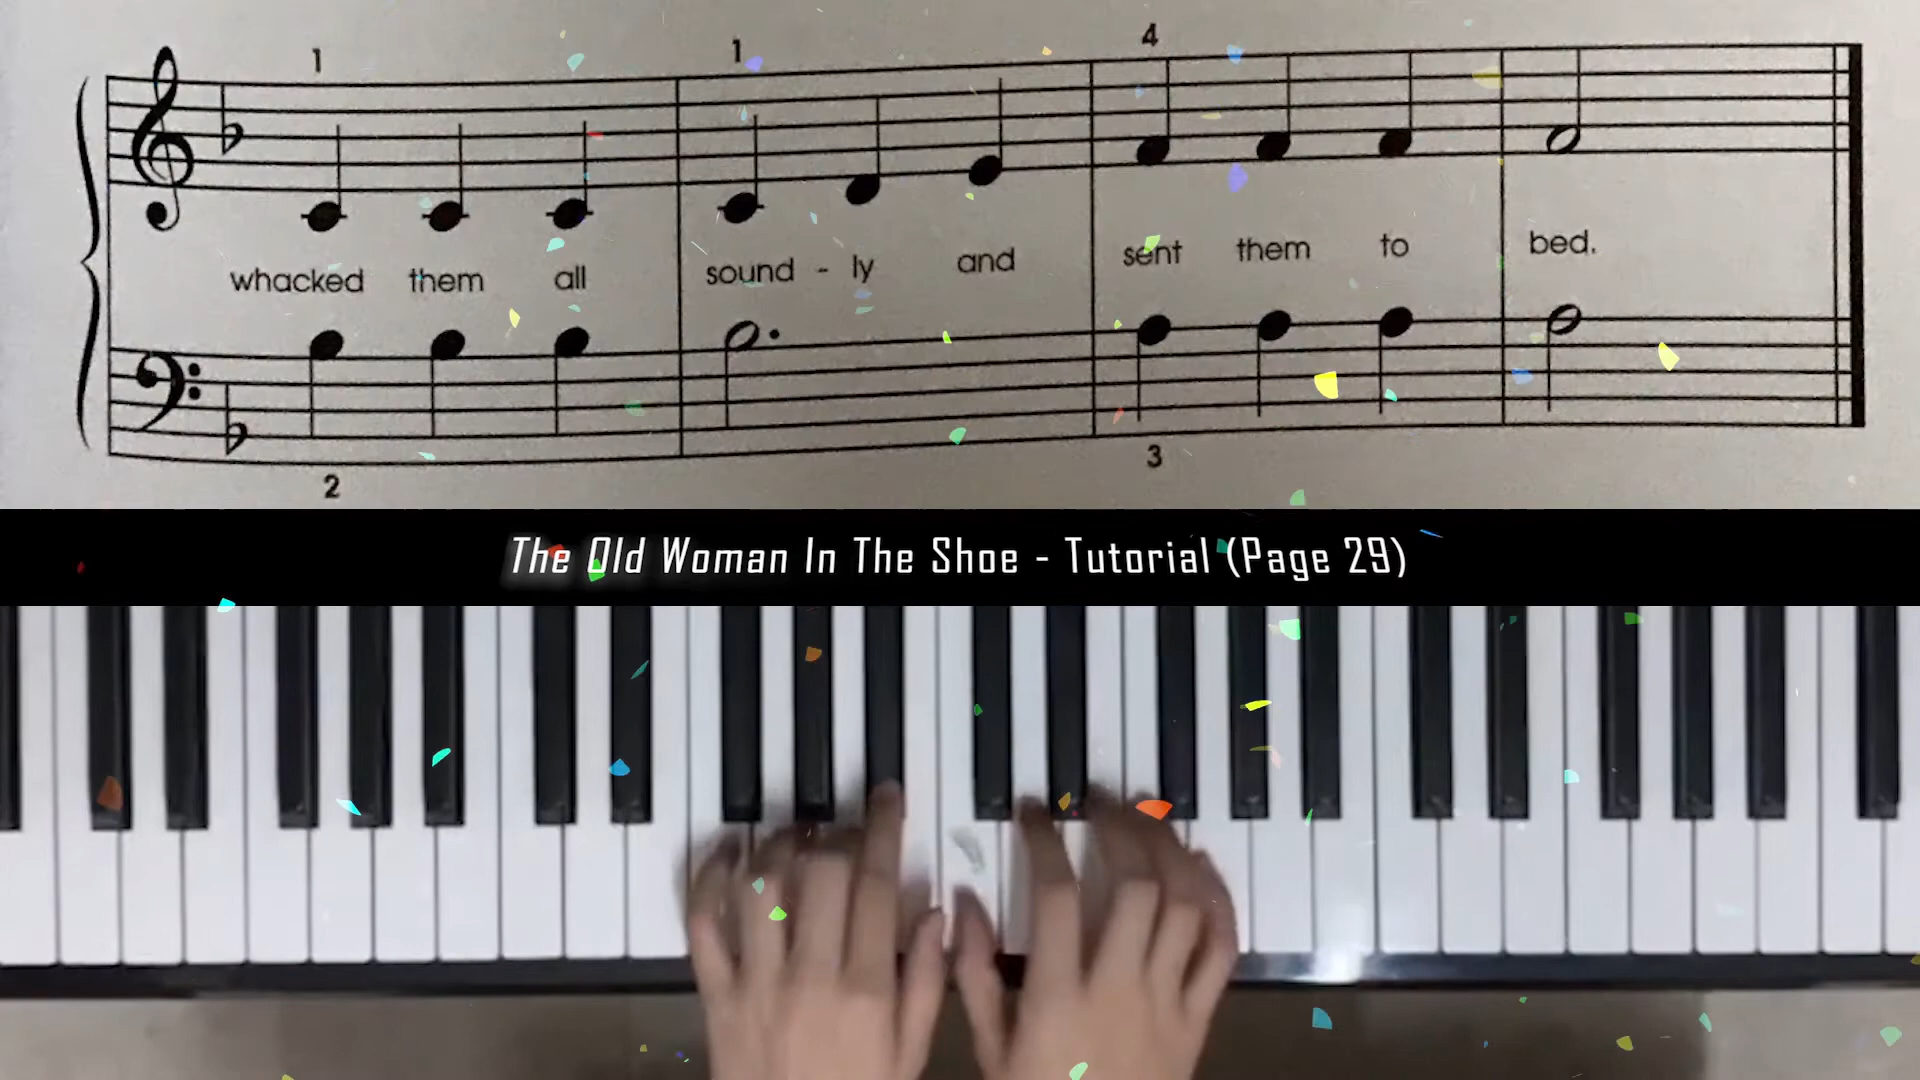 1 1 4
whacked them all sound - ly and sent them to bed.
2 3
The Old Woman In The Shoe - Tutorial (Page 29)